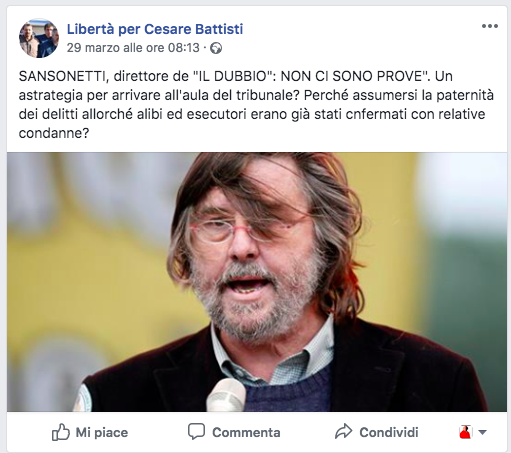 Libertà per Cesare Battisti
29 marzo alle ore 08:13 ·
SANSONETTI, direttore de "IL DUBBIO": NON CI SONO PROVE". Un
astrategia per arrivare all'aula del tribunale? Perché assumersi la paternità
dei delitti allorché alibi ed esecutori erano già stati cnfermati con relative
condanne?
Mi piace
Commenta
Condividi